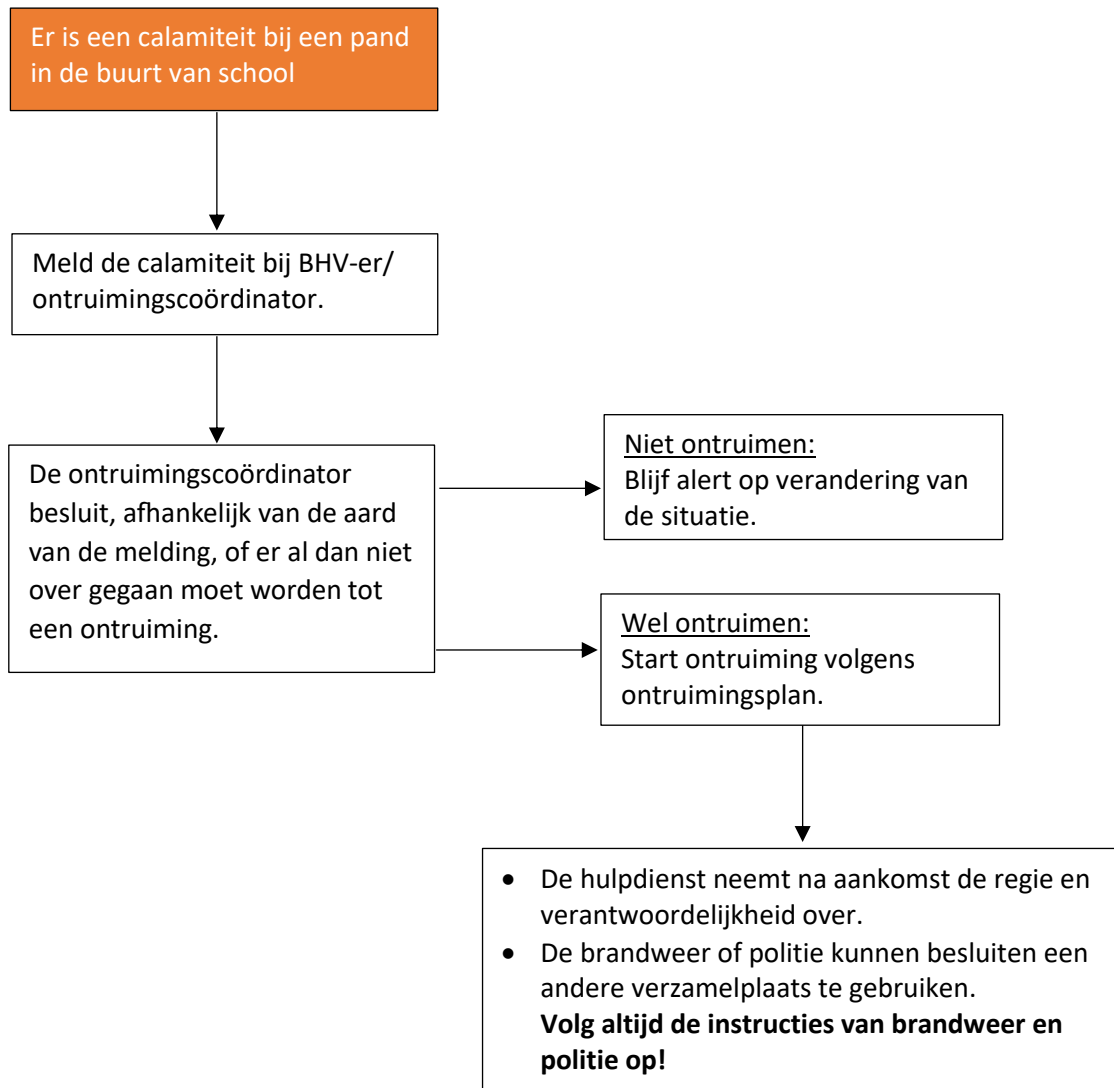 Er is een calamiteit bij een pand
in de buurt van school
Meld de calamiteit bij BHV-er/
ontruimingscoördinator.
De ontruimingscoördinator
besluit, afhankelijk van de aard
van de melding, of er al dan niet
over gegaan moet worden tot
een ontruiming.
Niet ontruimen:
Blijf alert op verandering van
de situatie.
Wel ontruimen:
Start ontruiming volgens
ontruimingsplan.
• De hulpdienst neemt na aankomst de regie en
verantwoordelijkheid over.
• De brandweer of politie kunnen besluiten een
andere verzamelplaats te gebruiken.
Volg altijd de instructies van brandweer en
politie op!